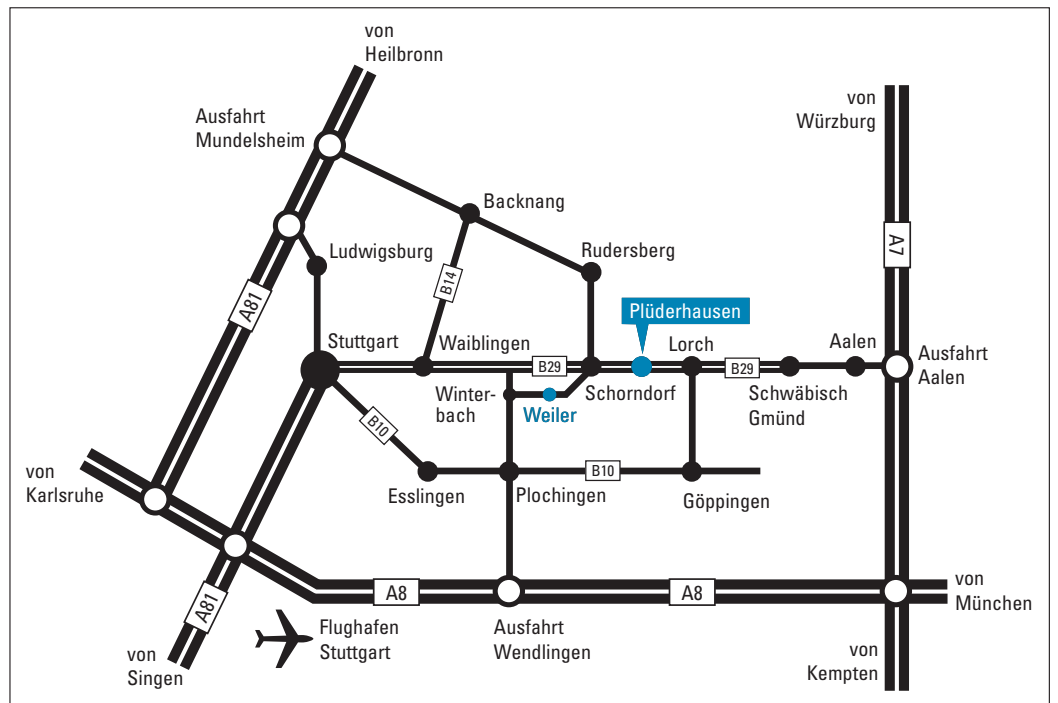 von
Heilbronn
Ausfahrt
Mundelsheim
von
Würzburg
Backnang
Ludwigsburg
Rudersberg
B14
A7
A81
Plüderhausen
Stuttgart
Waiblingen
B29
Lorch
B29
Aalen
Ausfahrt
Aalen
Winter-
bach
Weiler
Schorndorf
Schwäbisch
Gmünd
B10
von
Karlsruhe
Esslingen
Plochingen
B10
Göppingen
A81
A8
A8
von
München
Flughafen
Stuttgart
Ausfahrt
Wendlingen
von
Singen
von
Kempten